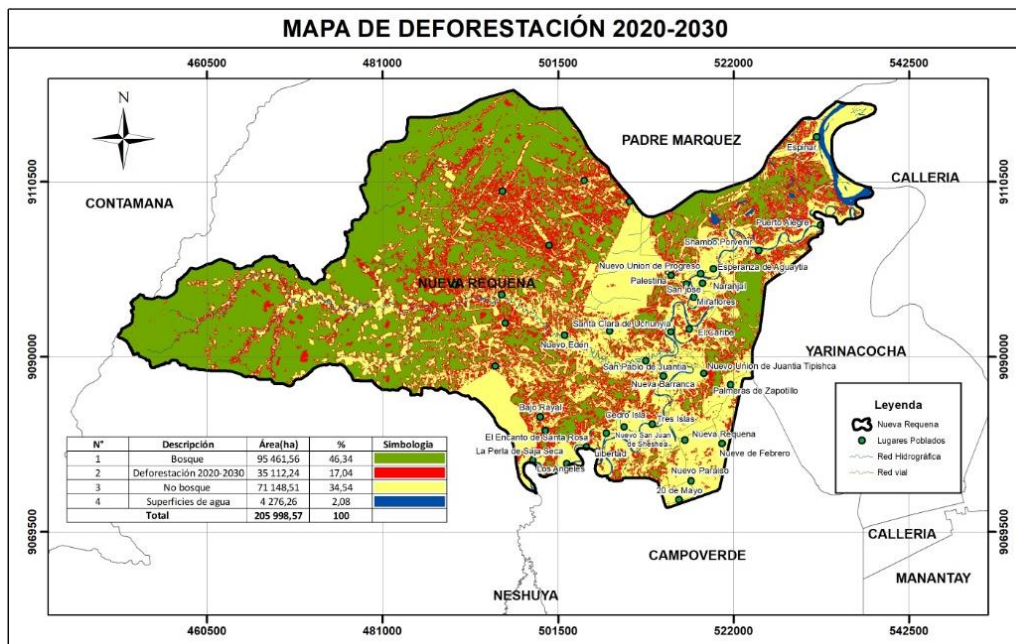 MAPA DE DEFORESTACIÓN 2020-2030
460500 481000 501500 522000 542500
N
PADRE MARQUEZ
Espinar
9110500 9110500
CALLERIA
CONTAMANA
Puerto Alegre
Shambo Porvenir
Nuevo Union de Progreso
Esperanza de Aguaytia
Palestina
NUEVA REQUENA
San Jose
Naranjal
Miraflores
Santa Clara de Uchunya
El Caribe
Nuevo Edén
9090000 9090000
YARINACOCHA
San Pablo de Juantia
Nuevo Union de Juantia Tipishca
Nueva Barranca
Palmeras de Zapotillo
Leyenda
Nueva Requena
Lugares Poblados
Red Hidrográfica
Red vial
Bajo Rayal
Cedro Isla
Tres Islas
El Encanto de Santa Rosa
Nuevo San Juan de Sheshea
Nueva Requena
La Perla de Saja Seca
Libertad
Nueve de Febrero
Los Angeles
Nuevo Paraíso
20 de Mayo
N° Descripción Área(ha) % Simbología
1 Bosque 95 461,56 46,34
2 Deforestación 2020-2030 35 112,24 17,04
3 No bosque 71 148,51 34,54
4 Superficies de agua 4 276,26 2,08
Total 205 998,57 100
9069500 9069500
CALLERIA
CAMPOVERDE
MANANTAY
NESHUYA
460500 481000 501500 522000 542500